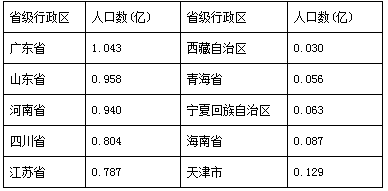 省级行政区 人口数(亿) 省级行政区 人口数(亿)
广东省 1.043 西藏自治区 0.030
山东省 0.958 青海省 0.056
河南省 0.940 宁夏回族自治区 0.063
四川省 0.804 海南省 0.087
江苏省 0.787 天津市 0.129